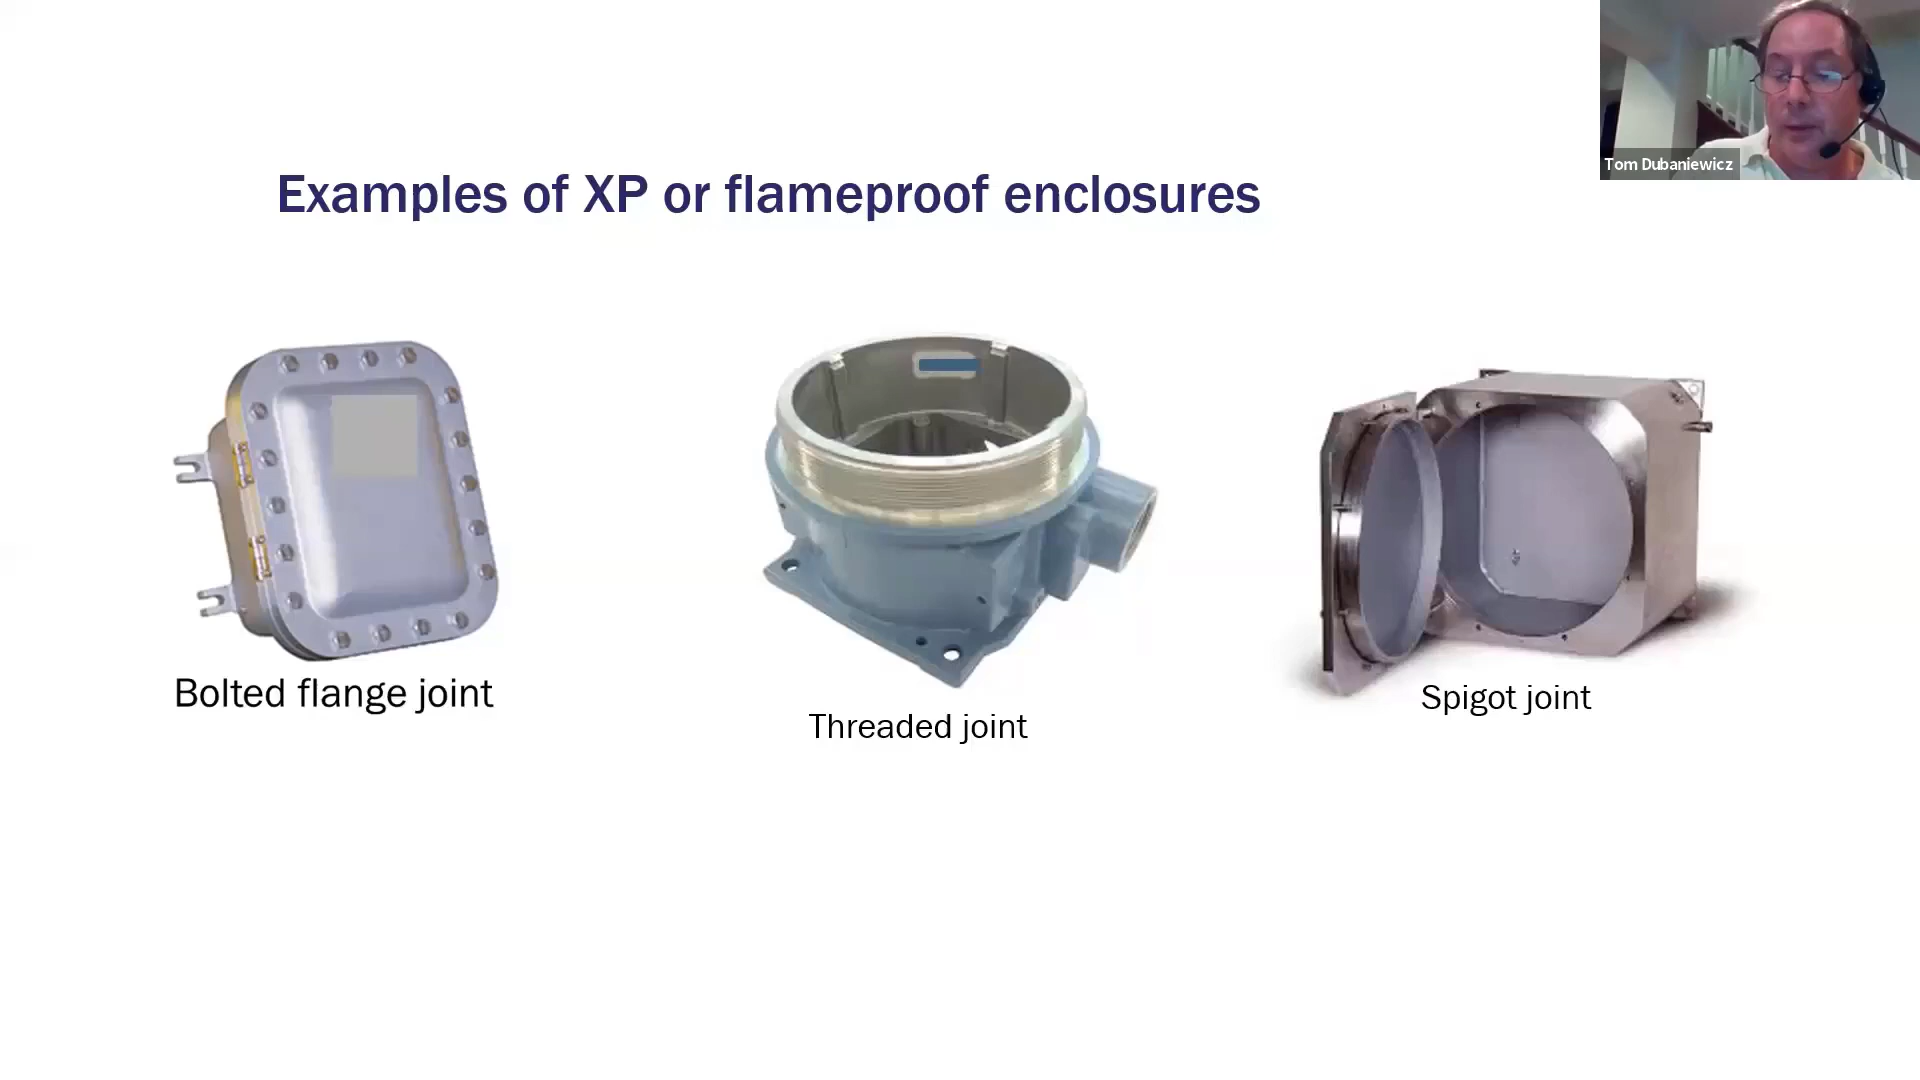 Tom Dubaniewicz
Examples of XP or flameproof enclosures
Bolted flange joint
Threaded joint
Spigot joint